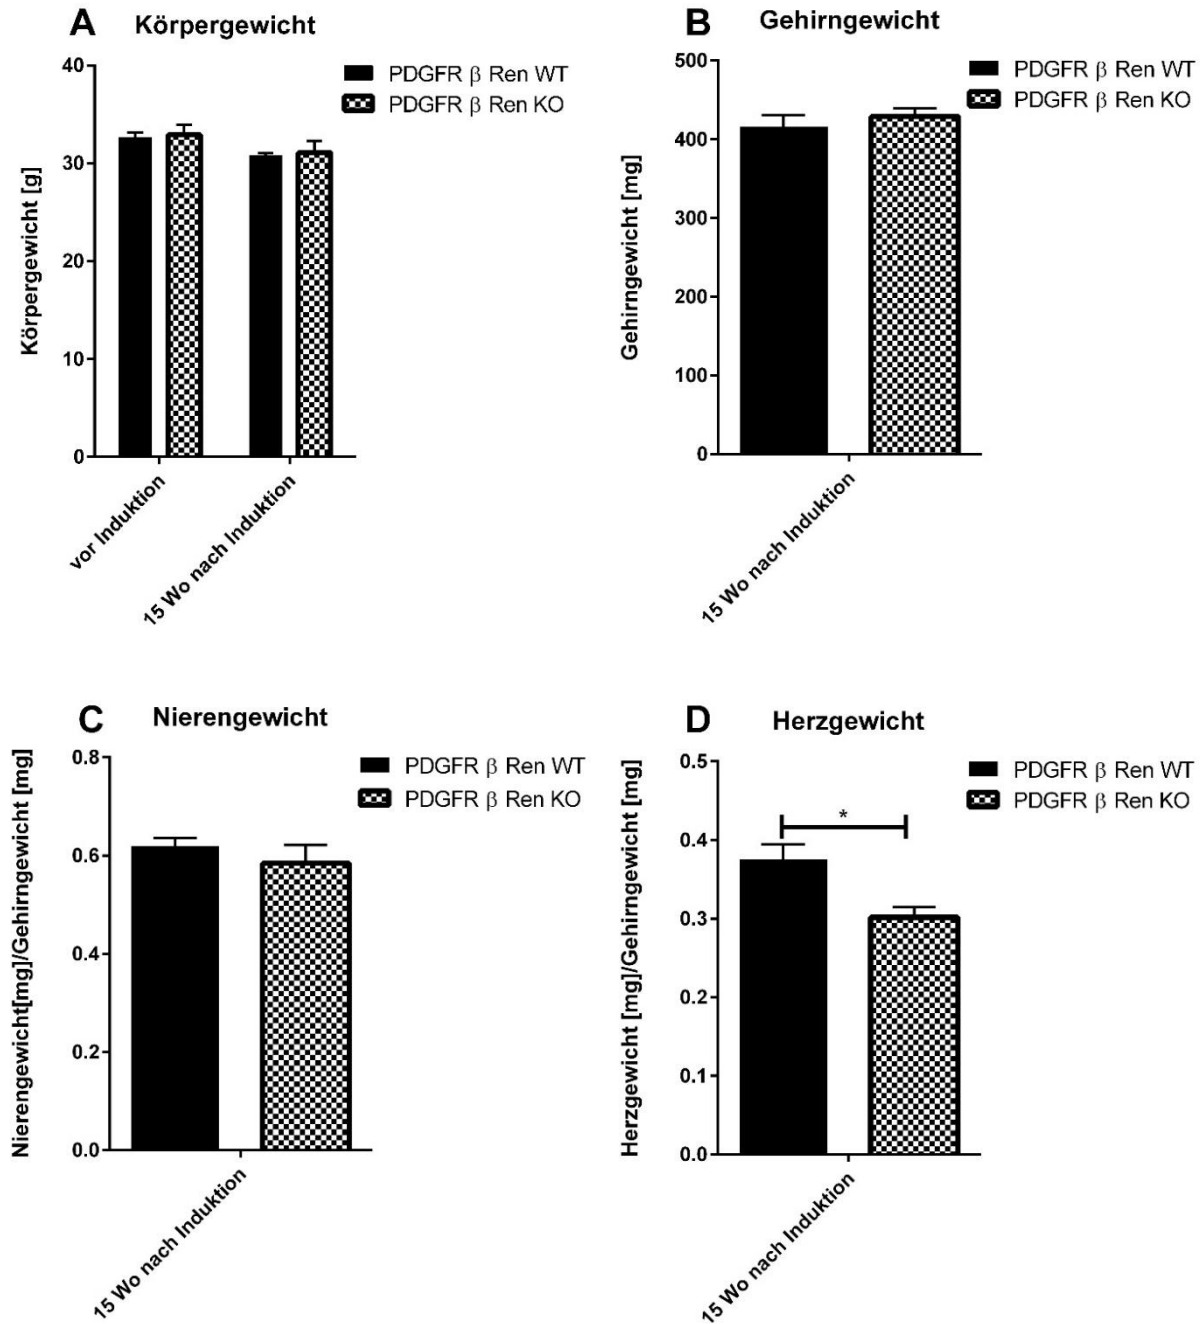 A
Körpergewicht
PDGFR β Ren WT
PDGFR β Ren KO
Körpergewicht [g]
40
30
20
10
0
vor Induktion
15 Wo nach Induktion
B
Gehirngewicht
PDGFR β Ren WT
PDGFR β Ren KO
Gehirngewicht [mg]
500
400
300
200
100
0
15 Wo nach Induktion
C
Nierengewicht
PDGFR β Ren WT
PDGFR β Ren KO
Nierengewicht[mg]/Gehirngewicht [mg]
0.8
0.6
0.4
0.2
0.0
15 Wo nach Induktion
D
Herzgewicht
PDGFR β Ren WT
PDGFR β Ren KO
Herzgewicht [mg]/Gehirngewicht [mg]
0.5
0.4
0.3
0.2
0.1
0.0
*
15 Wo nach Induktion